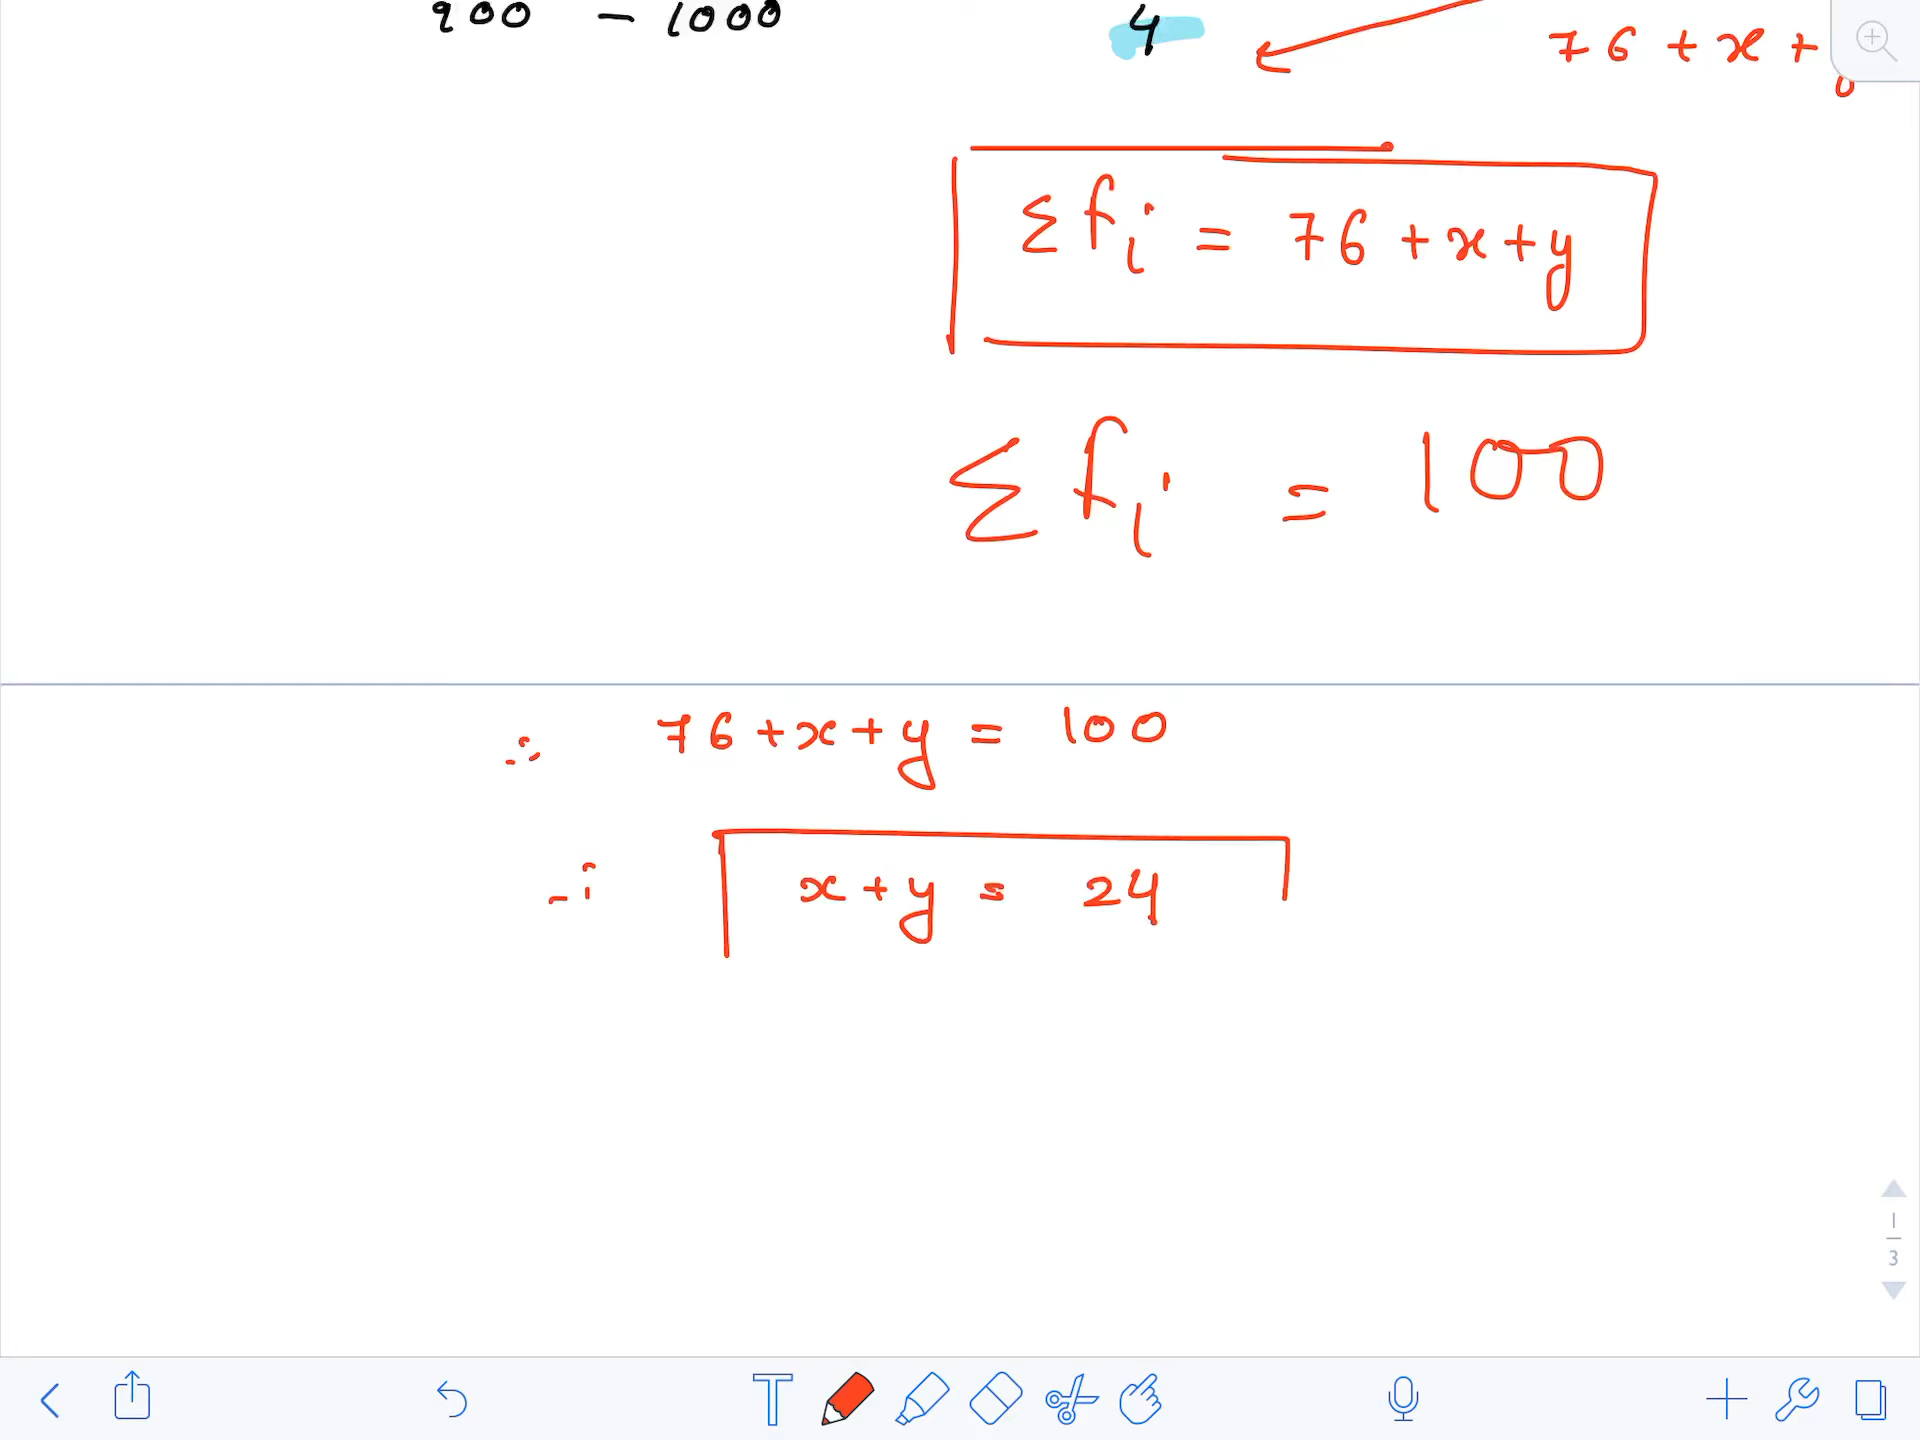 900 - 1000 4
76 + x +
Σfi = 76 + x + y
Σfi = 100
∴ 76 + x + y = 100
∴ x + y = 24
1
3
T